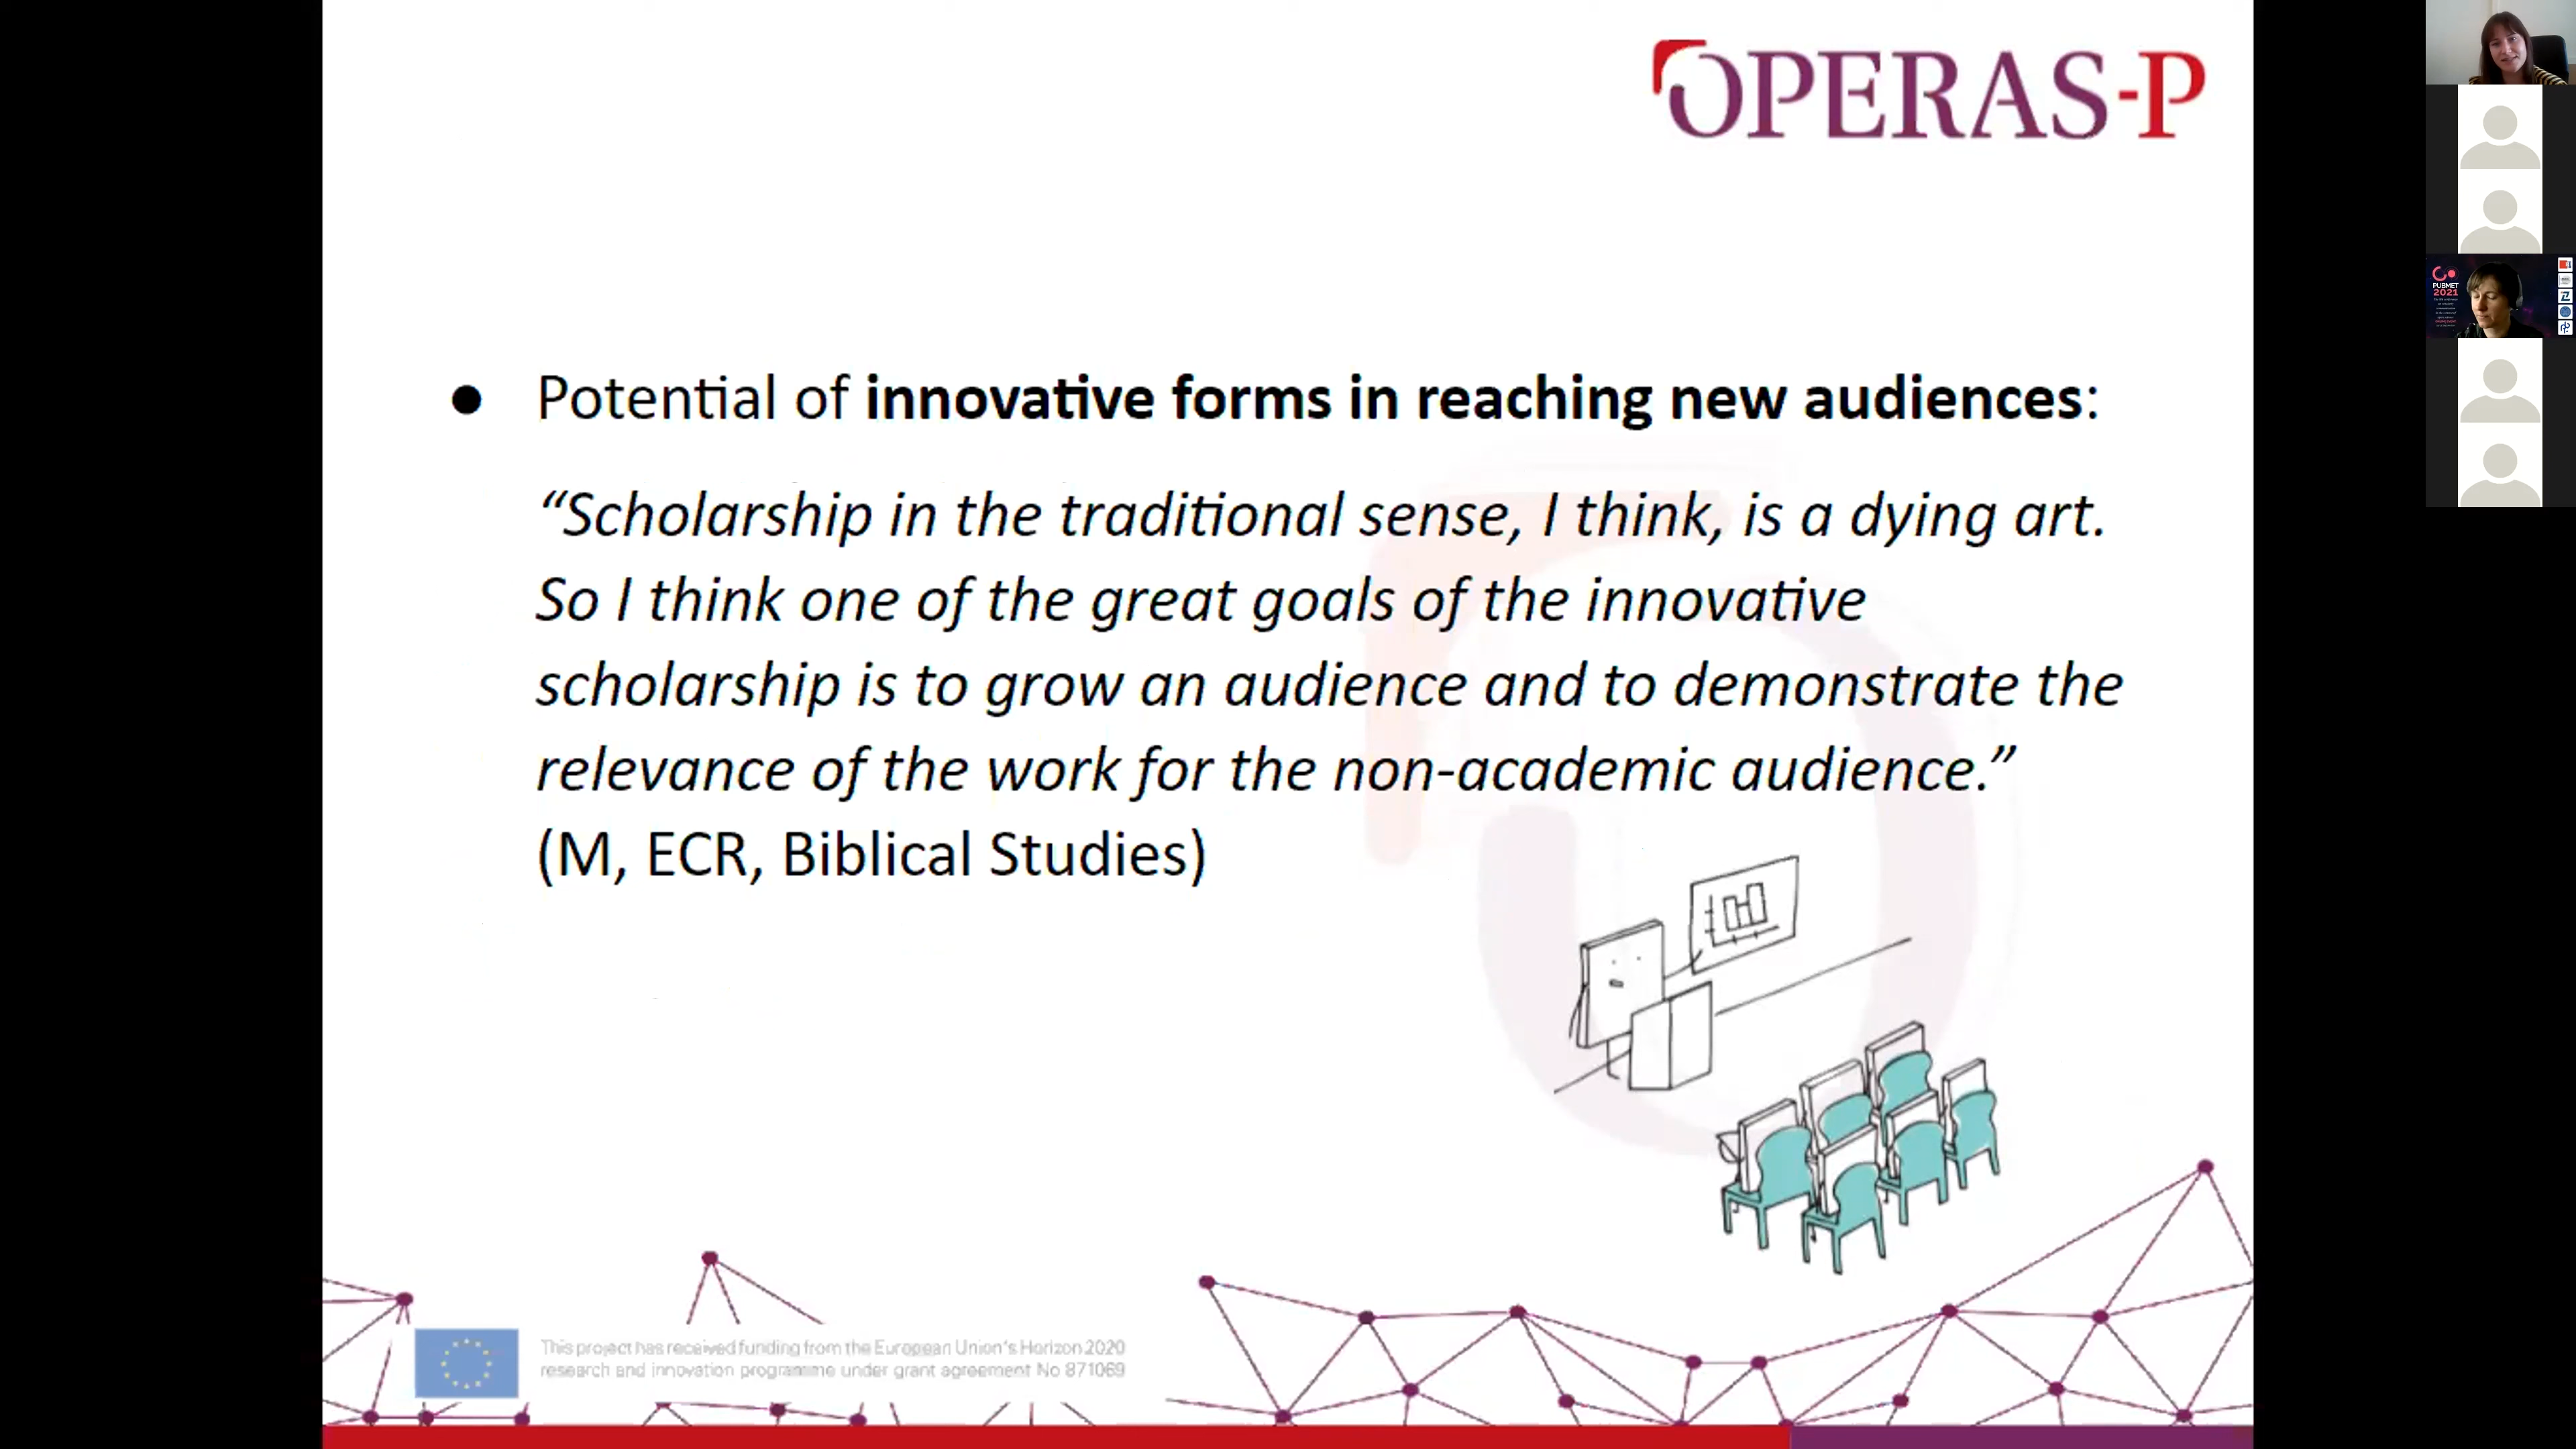 OPERAS-P
● Potential of innovative forms in reaching new audiences:
“Scholarship in the traditional sense, I think, is a dying art.
So I think one of the great goals of the innovative
scholarship is to grow an audience and to demonstrate the
relevance of the work for the non-academic audience.”
(M, ECR, Biblical Studies)
This project has received funding from the European Union's Horizon 2020
research and innovation programme under grant agreement No 871069
PUBMET
2021